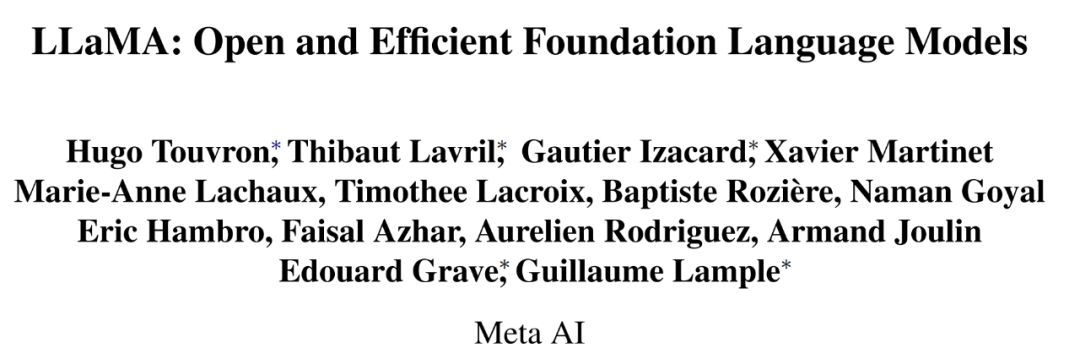 LLaMA: Open and Efficient Foundation Language Models
Hugo Touvron,* Thibaut Lavril,* Gautier Izacard,* Xavier Martinet
Marie-Anne Lachaux, Timothee Lacroix, Baptiste Rozière, Naman Goyal
Eric Hambro, Faisal Azhar, Aurelien Rodriguez, Armand Joulin
Edouard Grave,* Guillaume Lample*
Meta AI